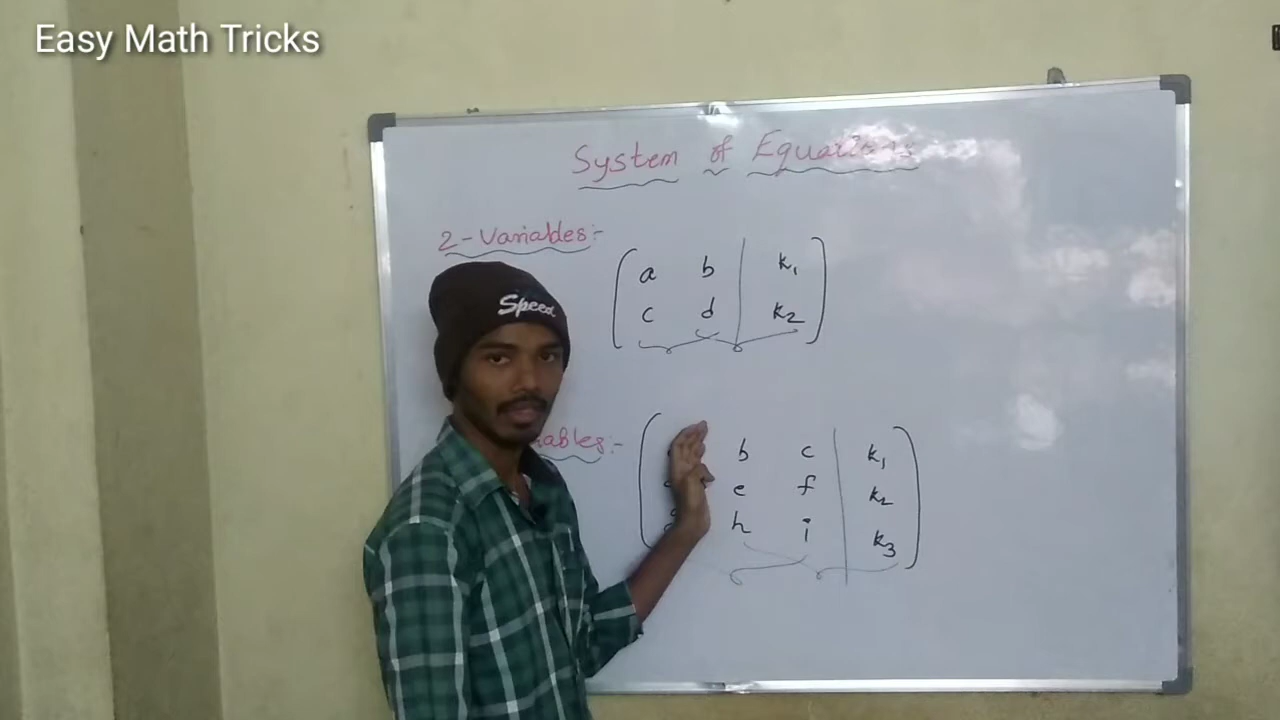 Easy Math Tricks
System of Equations
2-Variables:-
a b k₁
c d k₂
Speed
ables:-
b c k₁
e f k₂
h i k₃